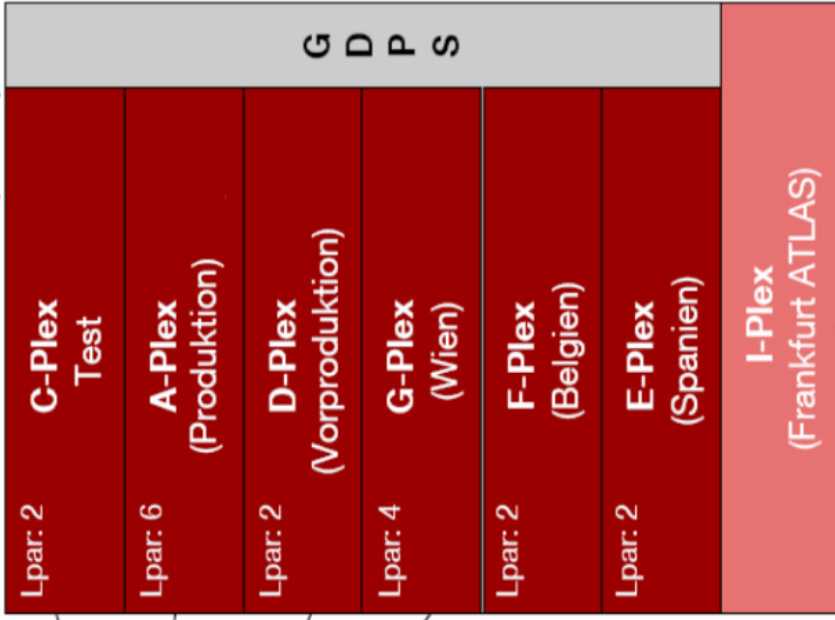 G D P S
C-Plex
Test
Lpar: 2
A-Plex
(Produktion)
Lpar: 6
D-Plex
(Vorproduktion)
Lpar: 2
G-Plex
(Wien)
Lpar: 4
F-Plex
(Belgien)
Lpar: 2
E-Plex
(Spanien)
Lpar: 2
I-Plex
(Frankfurt ATLAS)